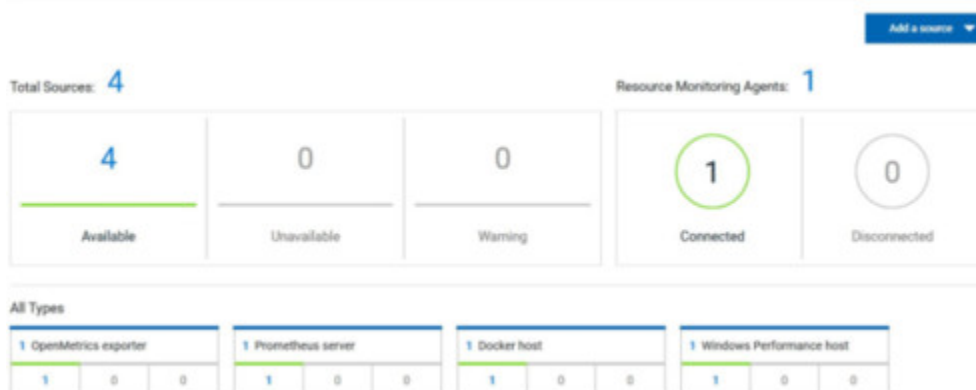 Add a source
Total Sources: 4
Resource Monitoring Agents: 1
4
0
0
Available
Unavailable
Warning
1
0
Connected
Disconnected
All Types
1 OpenMetrics exporter
1 0 0
1 Prometheus server
1 0 0
1 Docker host
1 0 0
1 Windows Performance host
1 0 0